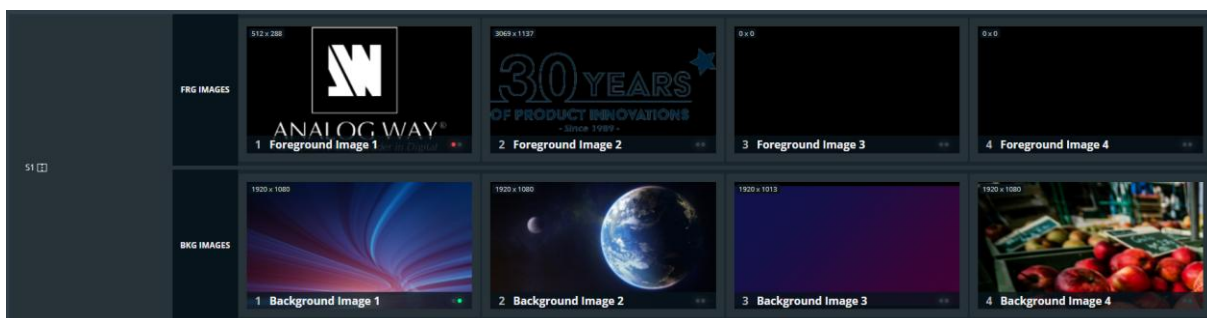 S1
FRG IMAGES
512 x 288
ANALOG WAY®
1 Foreground Image 1
3069 x 1137
30 YEARS
OF PRODUCT INNOVATIONS
- Since 1989 -
2 Foreground Image 2
0 x 0
3 Foreground Image 3
0 x 0
4 Foreground Image 4
BKG IMAGES
1920 x 1080
1 Background Image 1
1920 x 1080
2 Background Image 2
1920 x 1013
3 Background Image 3
1920 x 1080
4 Background Image 4